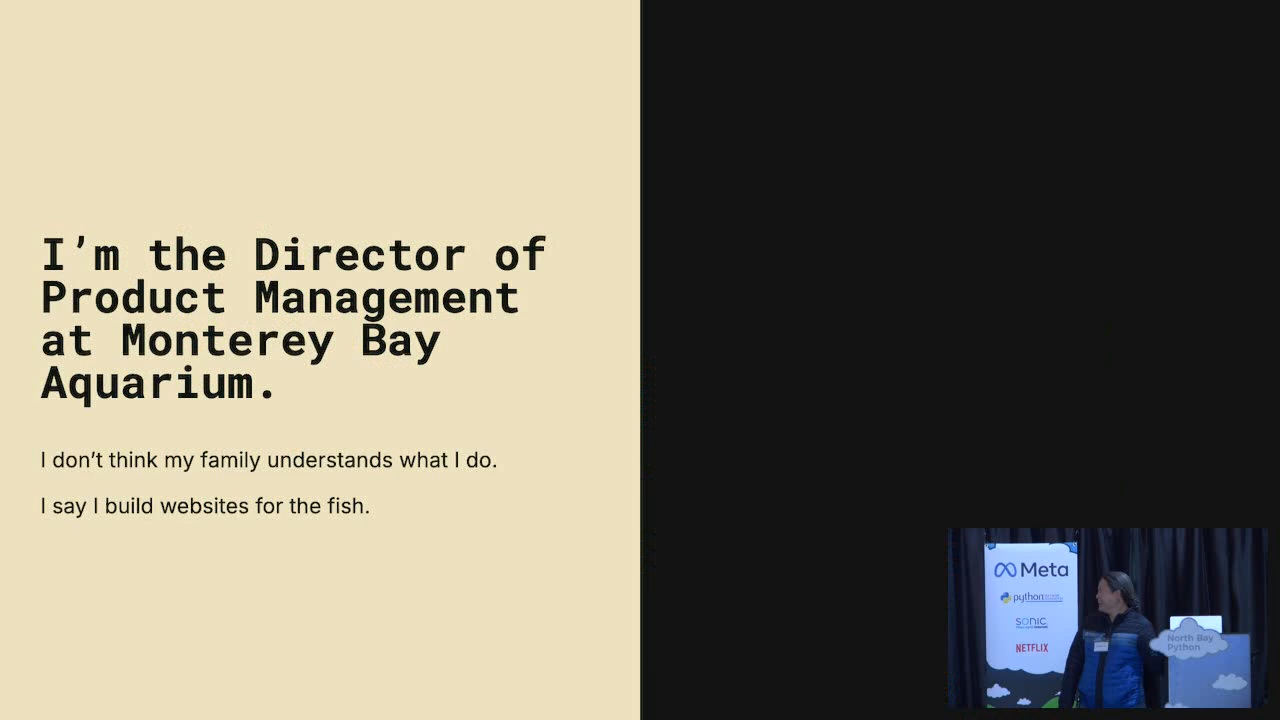 I’m the Director of
Product Management
at Monterey Bay
Aquarium.
I don’t think my family understands what I do.
I say I build websites for the fish.
Meta
python
sonic
NETFLIX
North Bay
Python